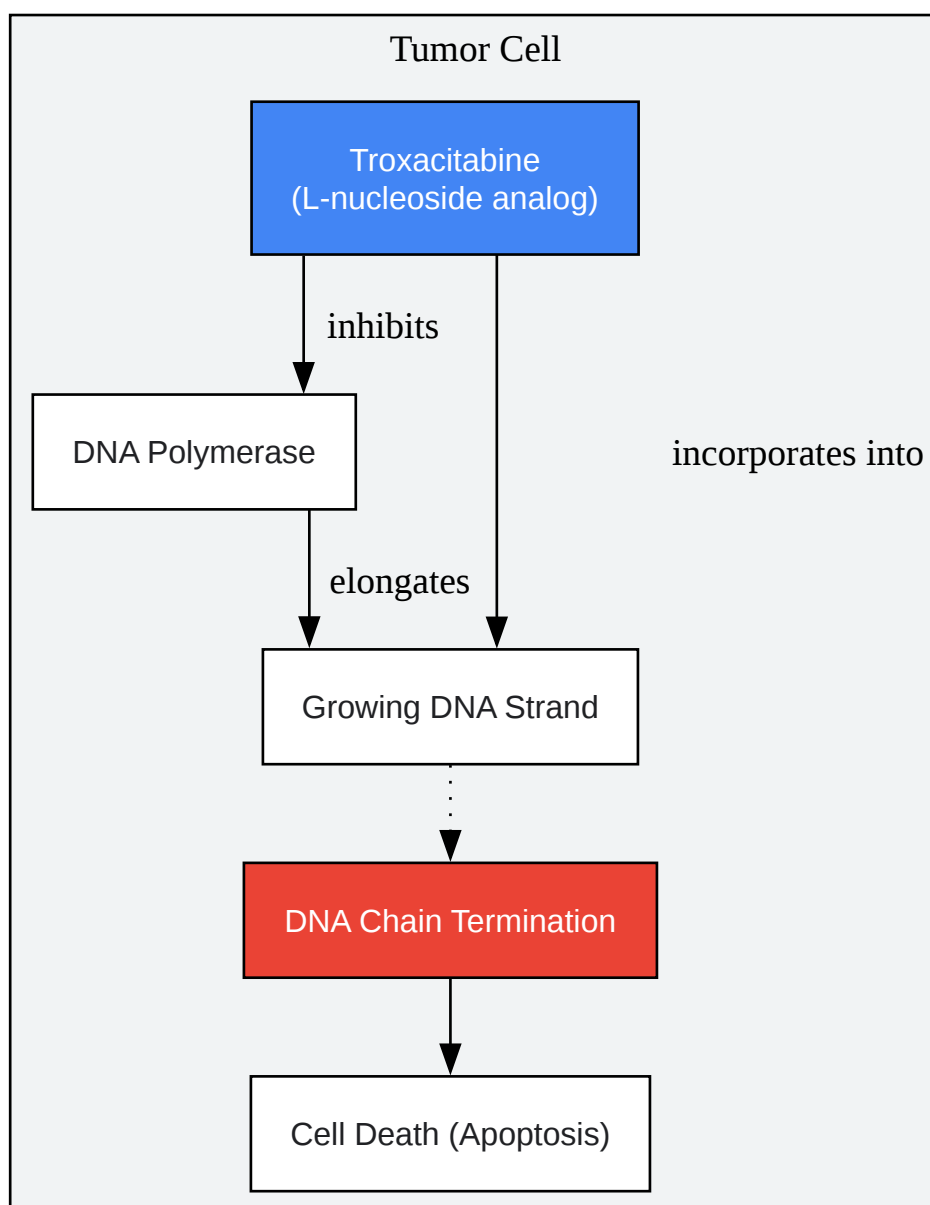 Tumor Cell
Troxacitabine
(L-nucleoside analog)
inhibits
DNA Polymerase
incorporates into
elongates
Growing DNA Strand
DNA Chain Termination
Cell Death (Apoptosis)